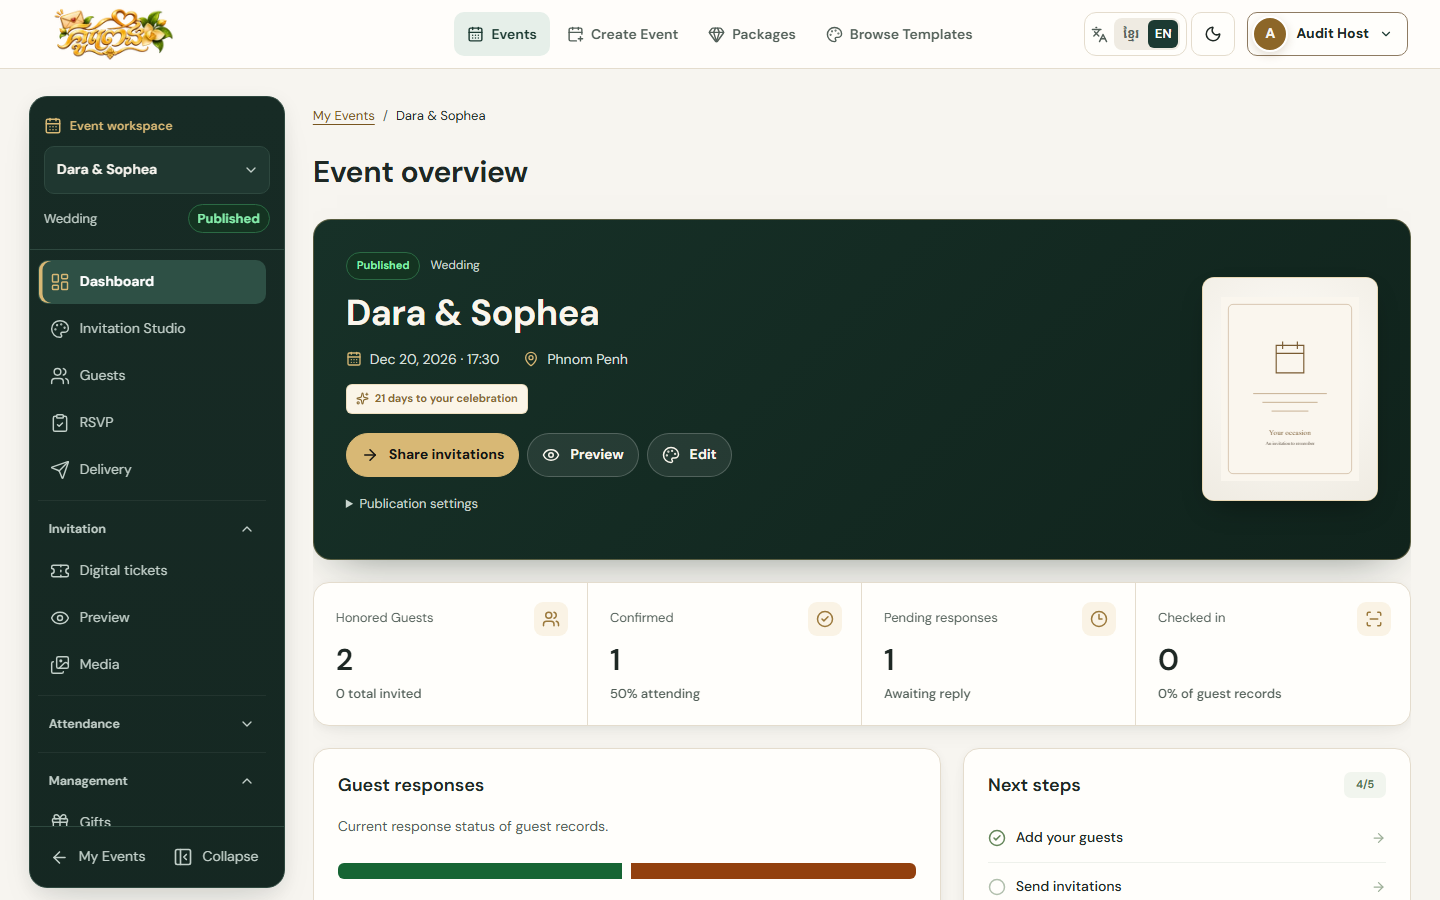 Events
Create Event
Packages
Browse Templates
ខ្មែរ
EN
A
Audit Host
Event workspace
Dara & Sophea
Wedding
Published
Dashboard
Invitation Studio
Guests
RSVP
Delivery
Invitation
Digital tickets
Preview
Media
Attendance
Management
Gifts
My Events
Collapse
My Events / Dara & Sophea
Event overview
Published
Wedding
Dara & Sophea
Dec 20, 2026 · 17:30
Phnom Penh
21 days to your celebration
Share invitations
Preview
Edit
Publication settings
Your occasion
An invitation to remember
Honored Guests
2
0 total invited
Confirmed
1
50% attending
Pending responses
1
Awaiting reply
Checked in
0
0% of guest records
Guest responses
Current response status of guest records.
Next steps
4/5
Add your guests
Send invitations